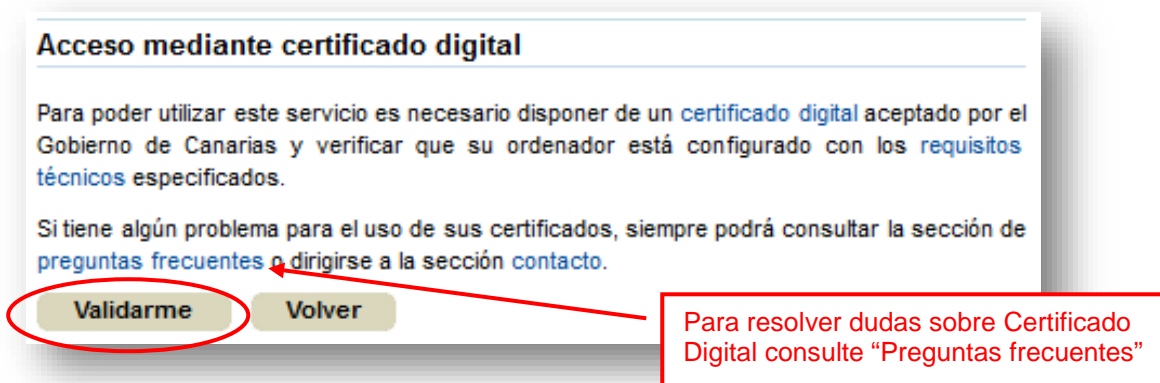 Acceso mediante certificado digital
Para poder utilizar este servicio es necesario disponer de un certificado digital aceptado por el
Gobierno de Canarias y verificar que su ordenador está configurado con los requisitos
técnicos especificados.
Si tiene algún problema para el uso de sus certificados, siempre podrá consultar la sección de
preguntas frecuentes o dirigirse a la sección contacto.
Validarme Volver
Para resolver dudas sobre Certificado
Digital consulte “Preguntas frecuentes”